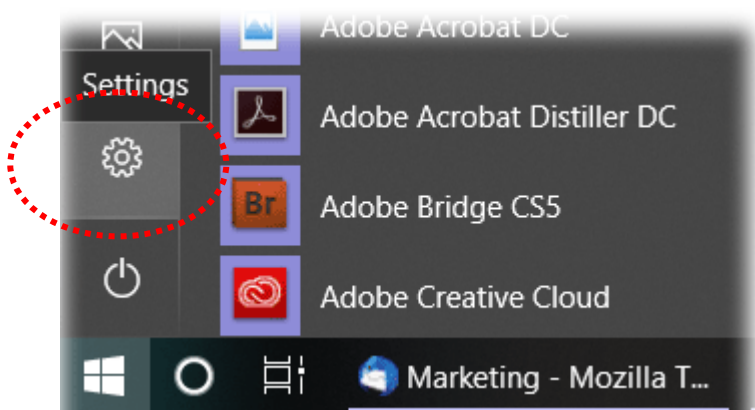 Adobe Acrobat DC
Settings
Adobe Acrobat Distiller DC
Br
Adobe Bridge CS5
Adobe Creative Cloud
Marketing - Mozilla T...